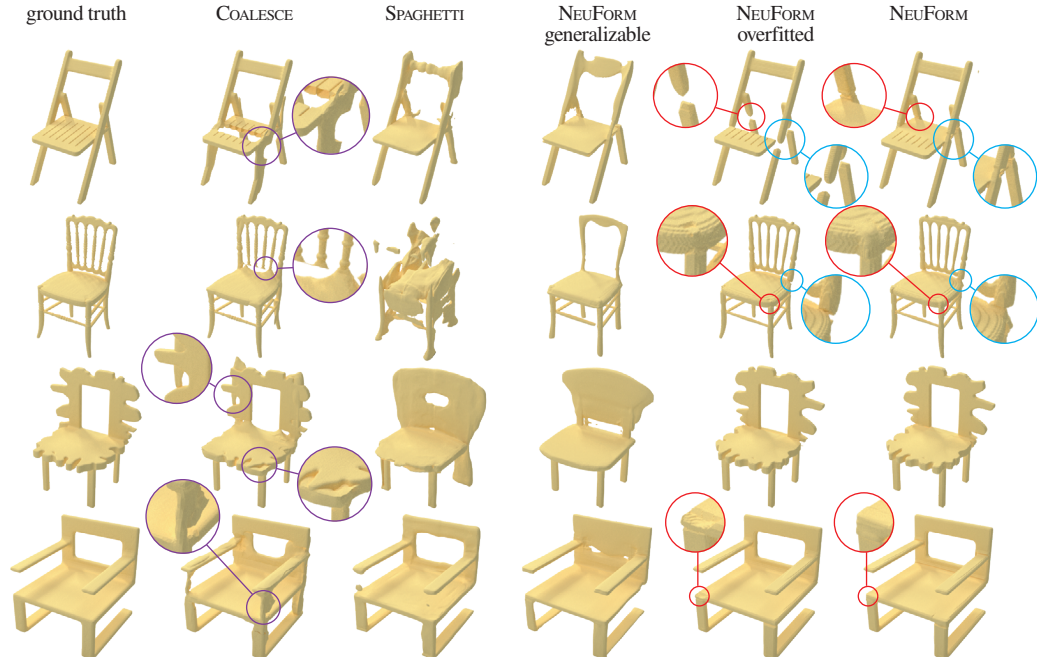 ground truth
COALESCE
SPAGHETTI
NEUFORM
generalizable
NEUFORM
overfitted
NEUFORM